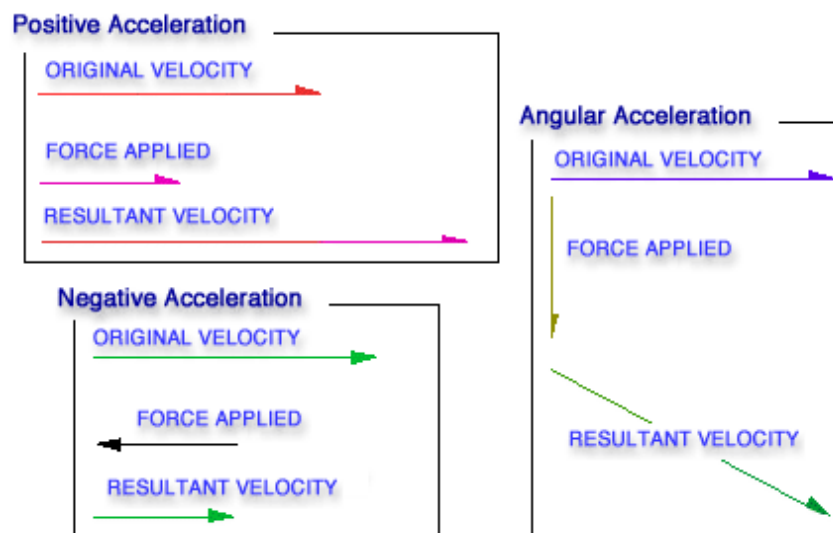 Positive Acceleration
ORIGINAL VELOCITY
FORCE APPLIED
RESULTANT VELOCITY
Negative Acceleration
ORIGINAL VELOCITY
FORCE APPLIED
RESULTANT VELOCITY
Angular Acceleration
ORIGINAL VELOCITY
FORCE APPLIED
RESULTANT VELOCITY